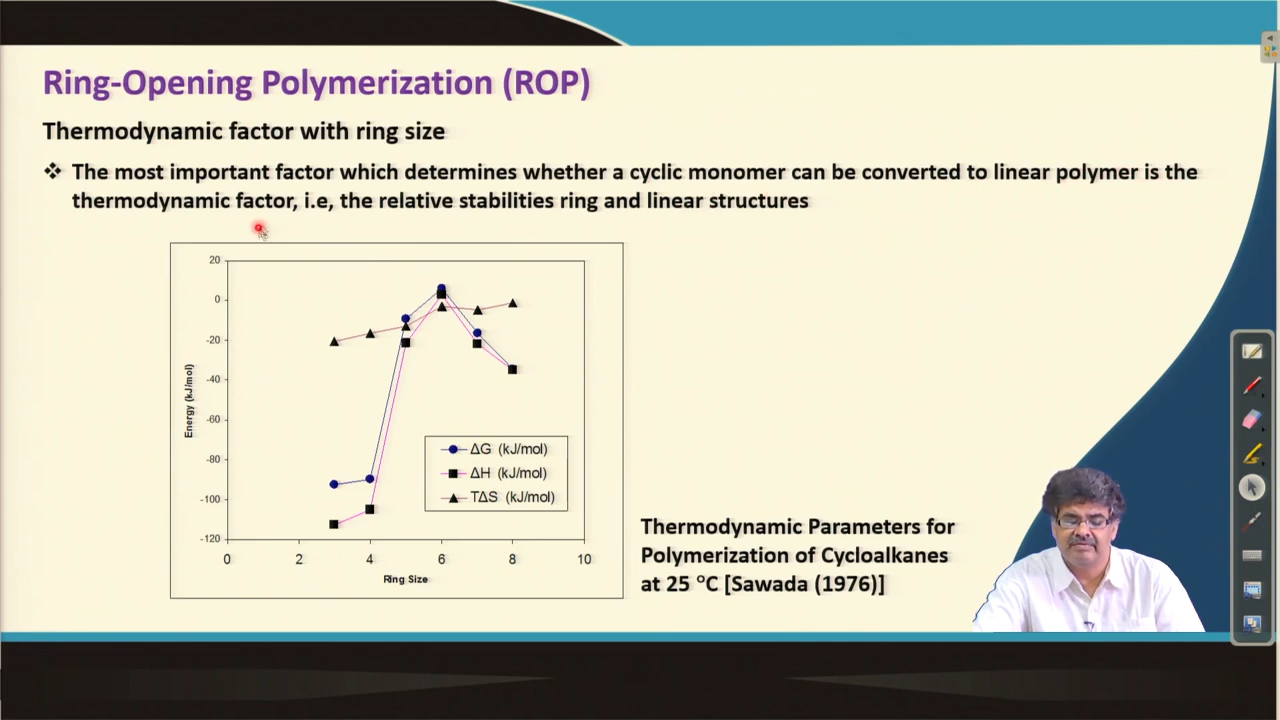 Ring-Opening Polymerization (ROP)
Thermodynamic factor with ring size
❖ The most important factor which determines whether a cyclic monomer can be converted to linear polymer is the
thermodynamic factor, i.e, the relative stabilities ring and linear structures
20
0
-20
-40
-60
-80
-100
-120
Energy (kJ/mol)
0 2 4 6 8 10
Ring Size
ΔG (kJ/mol)
ΔH (kJ/mol)
TΔS (kJ/mol)
Thermodynamic Parameters for
Polymerization of Cycloalkanes
at 25 °C [Sawada (1976)]